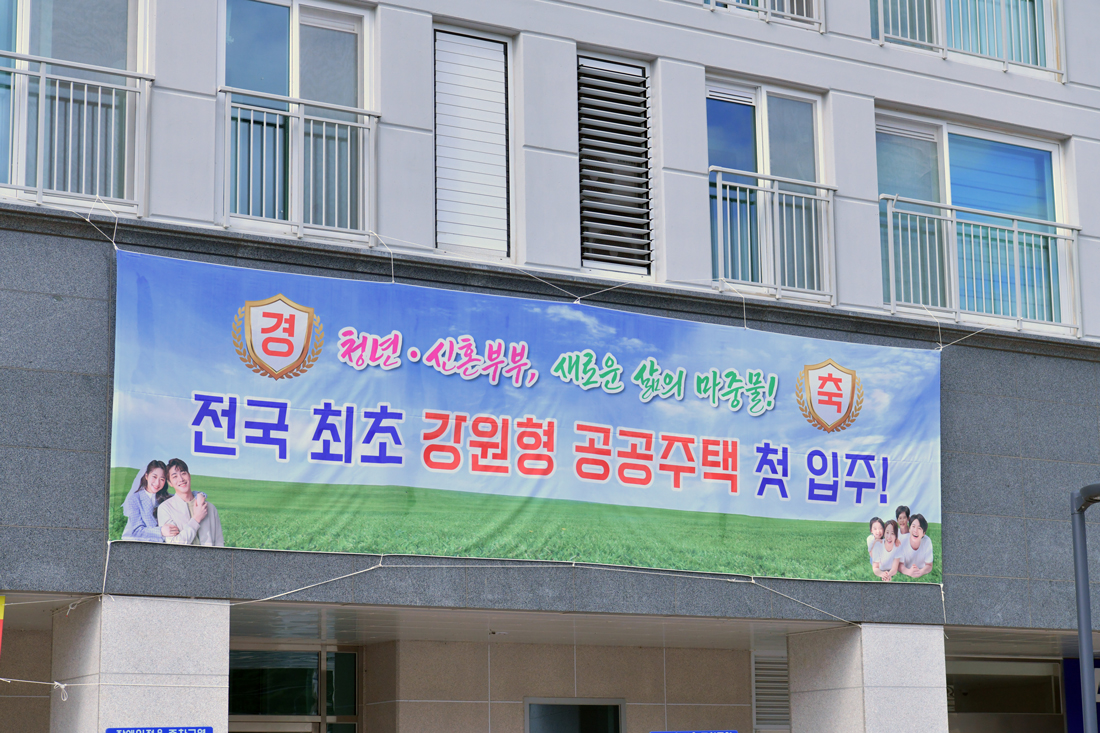 경
청년·신혼부부, 새로운 삶의 마중물!
축
전국 최초 강원형 공공주택 첫 입주!